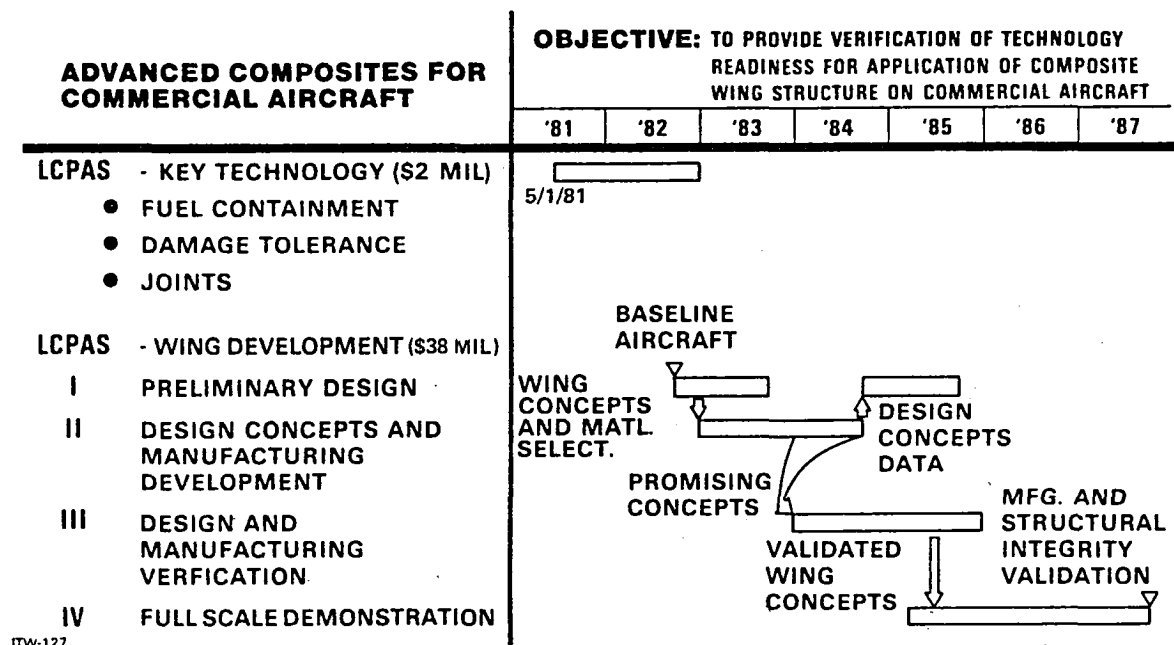 ADVANCED COMPOSITES FOR
COMMERCIAL AIRCRAFT
OBJECTIVE: TO PROVIDE VERIFICATION OF TECHNOLOGY
READINESS FOR APPLICATION OF COMPOSITE
WING STRUCTURE ON COMMERCIAL AIRCRAFT
'81 '82 '83 '84 '85 '86 '87
LCPAS - KEY TECHNOLOGY ($2 MIL)
5/1/81
● FUEL CONTAINMENT
● DAMAGE TOLERANCE
● JOINTS
BASELINE
AIRCRAFT
LCPAS - WING DEVELOPMENT ($38 MIL)
I PRELIMINARY DESIGN
WING
CONCEPTS
AND MATL.
SELECT.
II DESIGN CONCEPTS AND
MANUFACTURING
DEVELOPMENT
DESIGN
CONCEPTS
DATA
PROMISING
CONCEPTS
III DESIGN AND
MANUFACTURING
VERFICATION
MFG. AND
STRUCTURAL
INTEGRITY
VALIDATION
VALIDATED
WING
CONCEPTS
IV FULL SCALE DEMONSTRATION
ITW-127